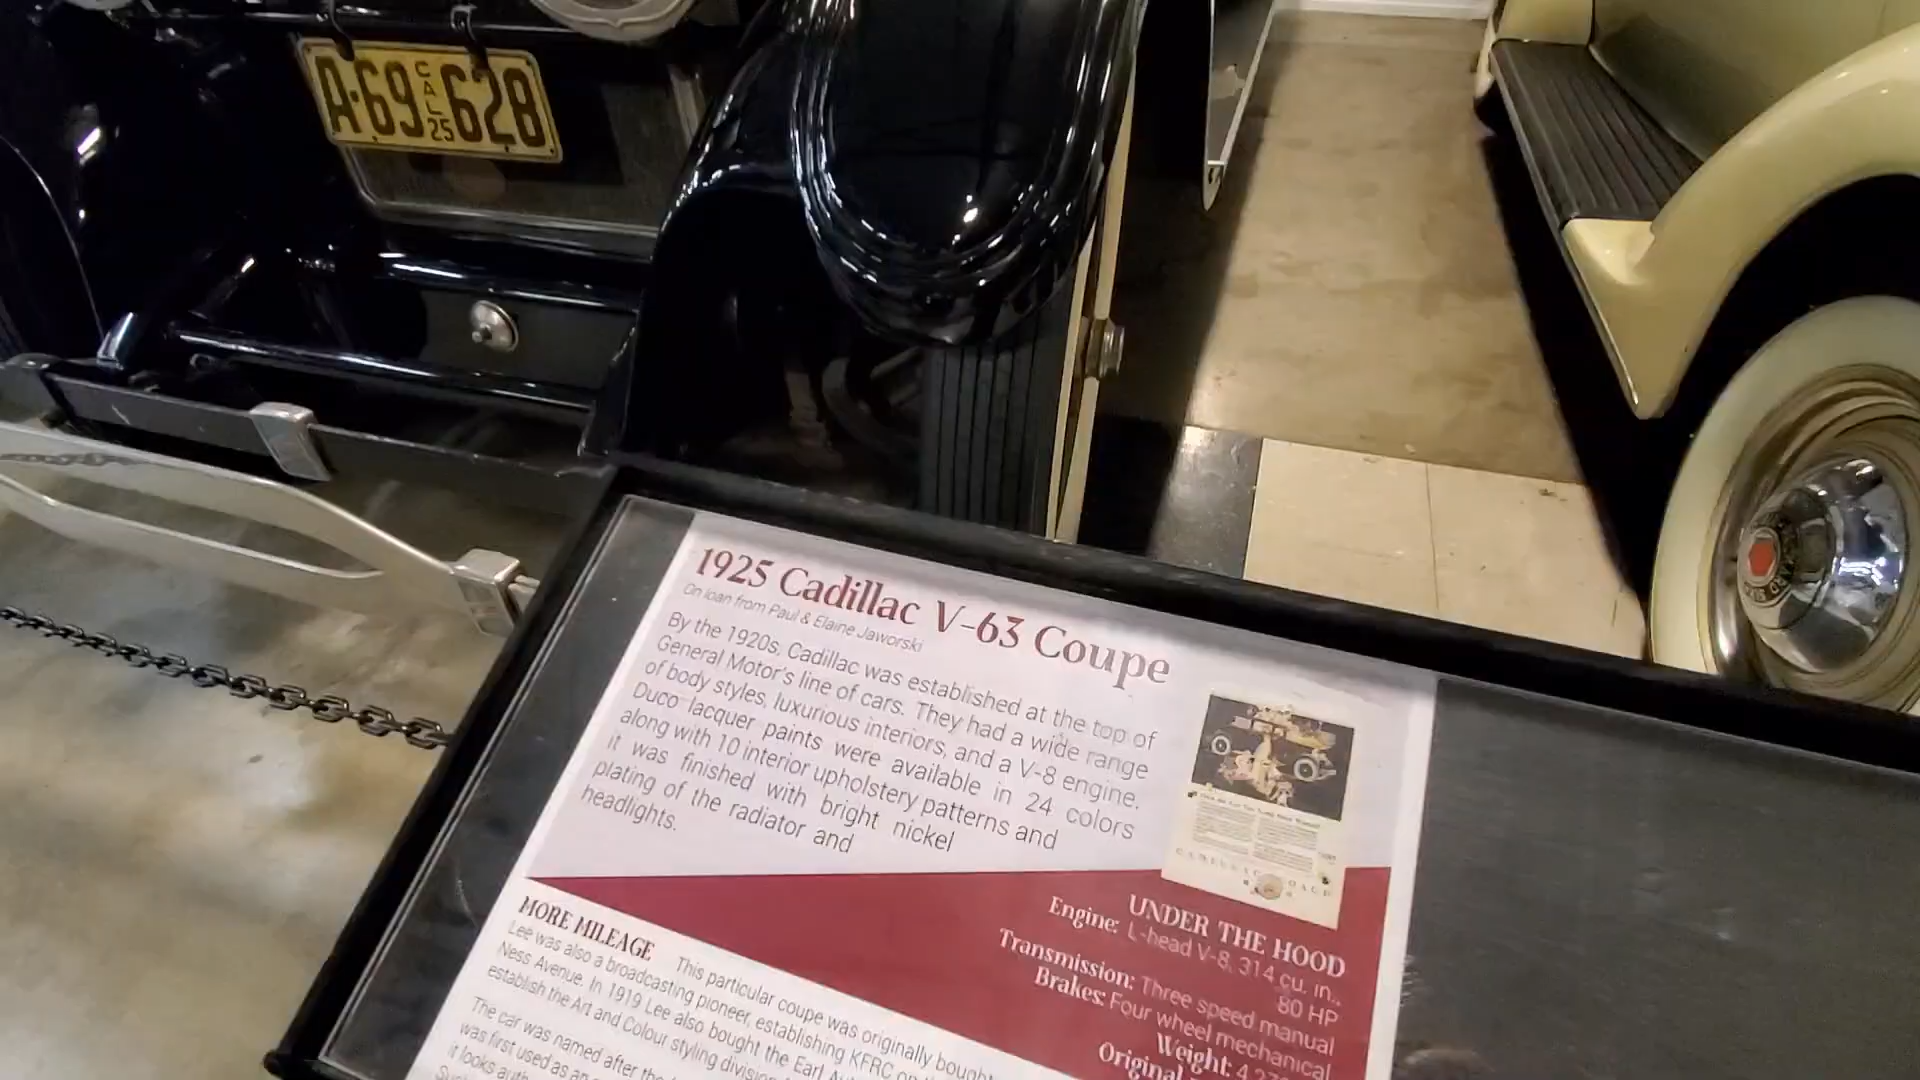 A-69 CAL 25 628
1925 Cadillac V-63 Coupe
On loan from Paul & Elaine Jaworski
By the 1920s, Cadillac was established at the top of
General Motor's line of cars. They had a wide range
of body styles, luxurious interiors, and a V-8 engine.
Duco lacquer paints were available in 24 colors
along with 10 interior upholstery patterns and
it was finished with bright nickel
plating of the radiator and
headlights.
UNDER THE HOOD
Engine: L-head V-8, 314 cu. in.,
80 HP
Transmission: Three speed manual
Brakes: Four wheel mechanical
Weight:
Original
MORE MILEAGE This particular coupe was originally bought
Lee was also a broadcasting pioneer, establishing KFRC on
Ness Avenue. In 1919 Lee also bought the Earl
establish the Art and Colour styling division
The car was named after the
was first used as an
it looks
PACKARD